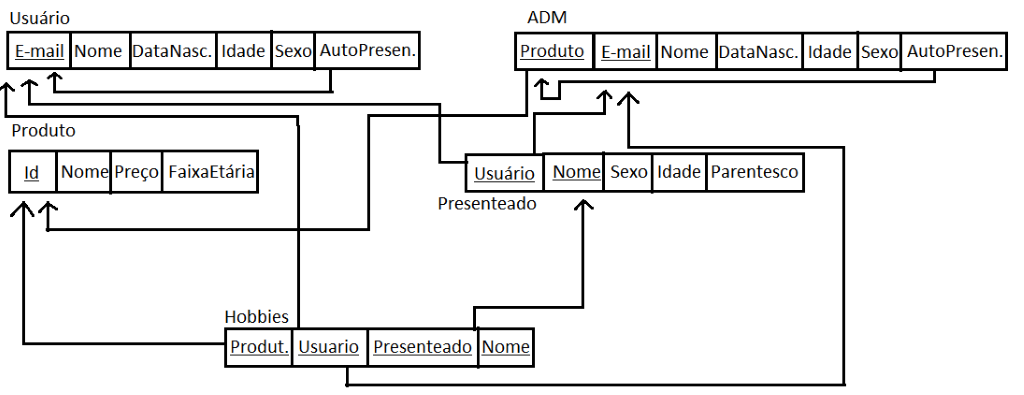 Usuário
E-mail Nome DataNasc. Idade Sexo AutoPresen.
ADM
Produto E-mail Nome DataNasc. Idade Sexo AutoPresen.
Produto
Id Nome Preço FaixaEtária
Usuário Nome Sexo Idade Parentesco
Presenteado
Hobbies
Produt. Usuario Presenteado Nome